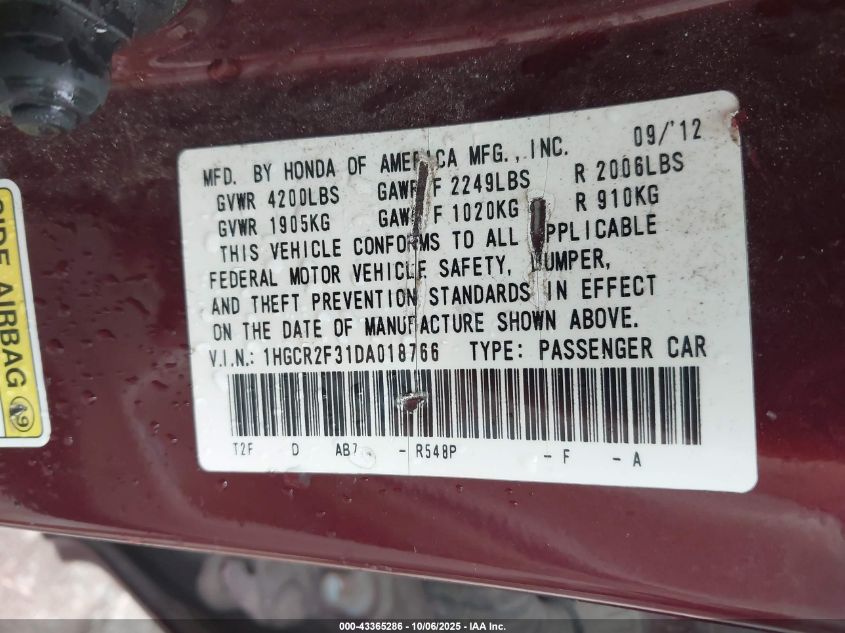 MFD. BY HONDA OF AMERICA MFG., INC. 09/'12
GVWR 4200LBS GAWR F 2249LBS R 2006LBS
GVWR 1905KG GAWR F 1020KG R 910KG
THIS VEHICLE CONFORMS TO ALL APPLICABLE
FEDERAL MOTOR VEHICLE SAFETY, BUMPER,
AND THEFT PREVENTION STANDARDS IN EFFECT
ON THE DATE OF MANUFACTURE SHOWN ABOVE.
V.I.N.: 1HGCR2F31DA018766 TYPE: PASSENGER CAR
T2F D AB7 - R548P - F - A
SIDE AIRBAG
49
000-43365286 - 10/06/2025 - IAA Inc.